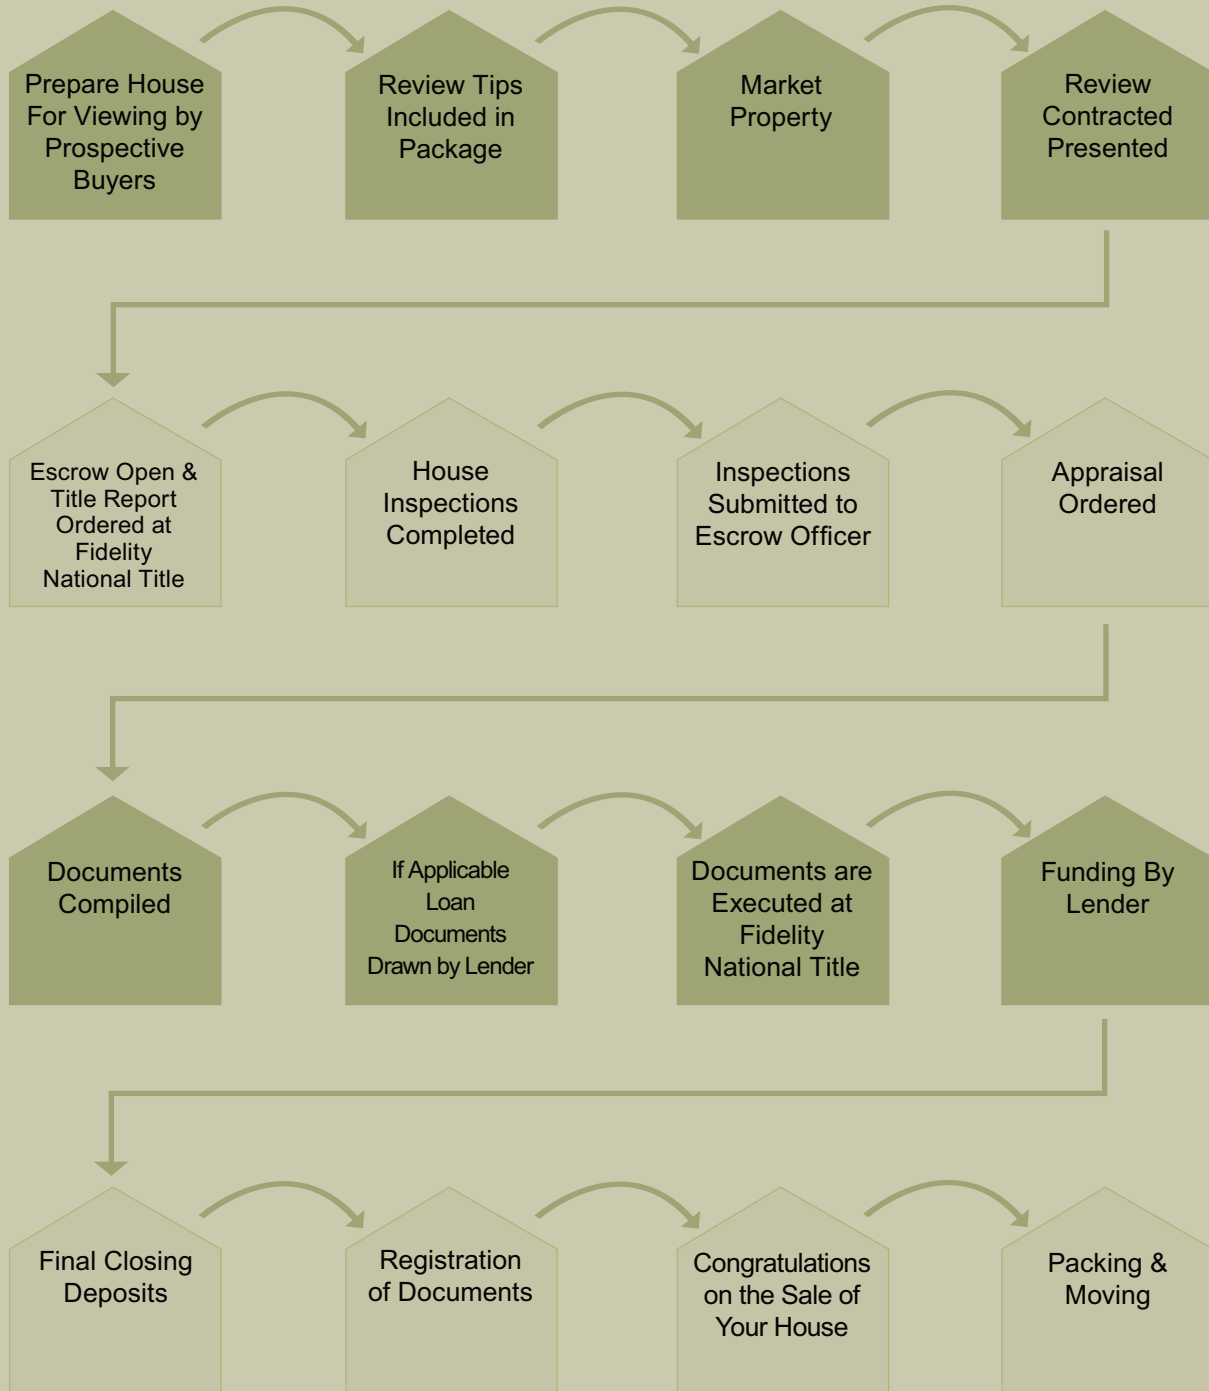 Prepare House
For Viewing by
Prospective
Buyers
Review Tips
Included in
Package
Market
Property
Review
Contracted
Presented
Escrow Open &
Title Report
Ordered at
Fidelity
National Title
House
Inspections
Completed
Inspections
Submitted to
Escrow Officer
Appraisal
Ordered
Documents
Compiled
If Applicable
Loan
Documents
Drawn by Lender
Documents are
Executed at
Fidelity
National Title
Funding By
Lender
Final Closing
Deposits
Registration
of Documents
Congratulations
on the Sale of
Your House
Packing &
Moving